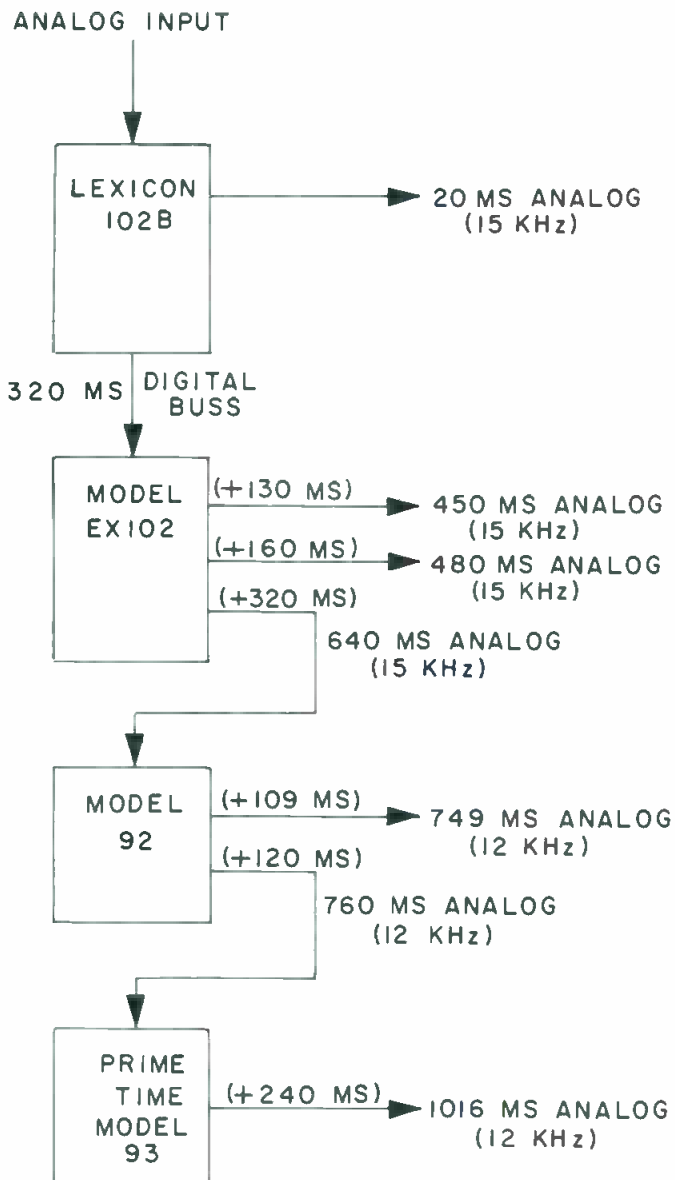 ANALOG INPUT
LEXICON
102B
20 MS ANALOG
(15 KHz)
320 MS
DIGITAL
BUSS
MODEL
EX102
(+130 MS)
450 MS ANALOG
(15 KHz)
(+160 MS)
480 MS ANALOG
(15 KHz)
(+320 MS)
640 MS ANALOG
(15 KHz)
MODEL
92
(+109 MS)
749 MS ANALOG
(12 KHz)
(+120 MS)
760 MS ANALOG
(12 KHz)
PRIME
TIME
MODEL
93
(+240 MS)
1016 MS ANALOG
(12 KHz)